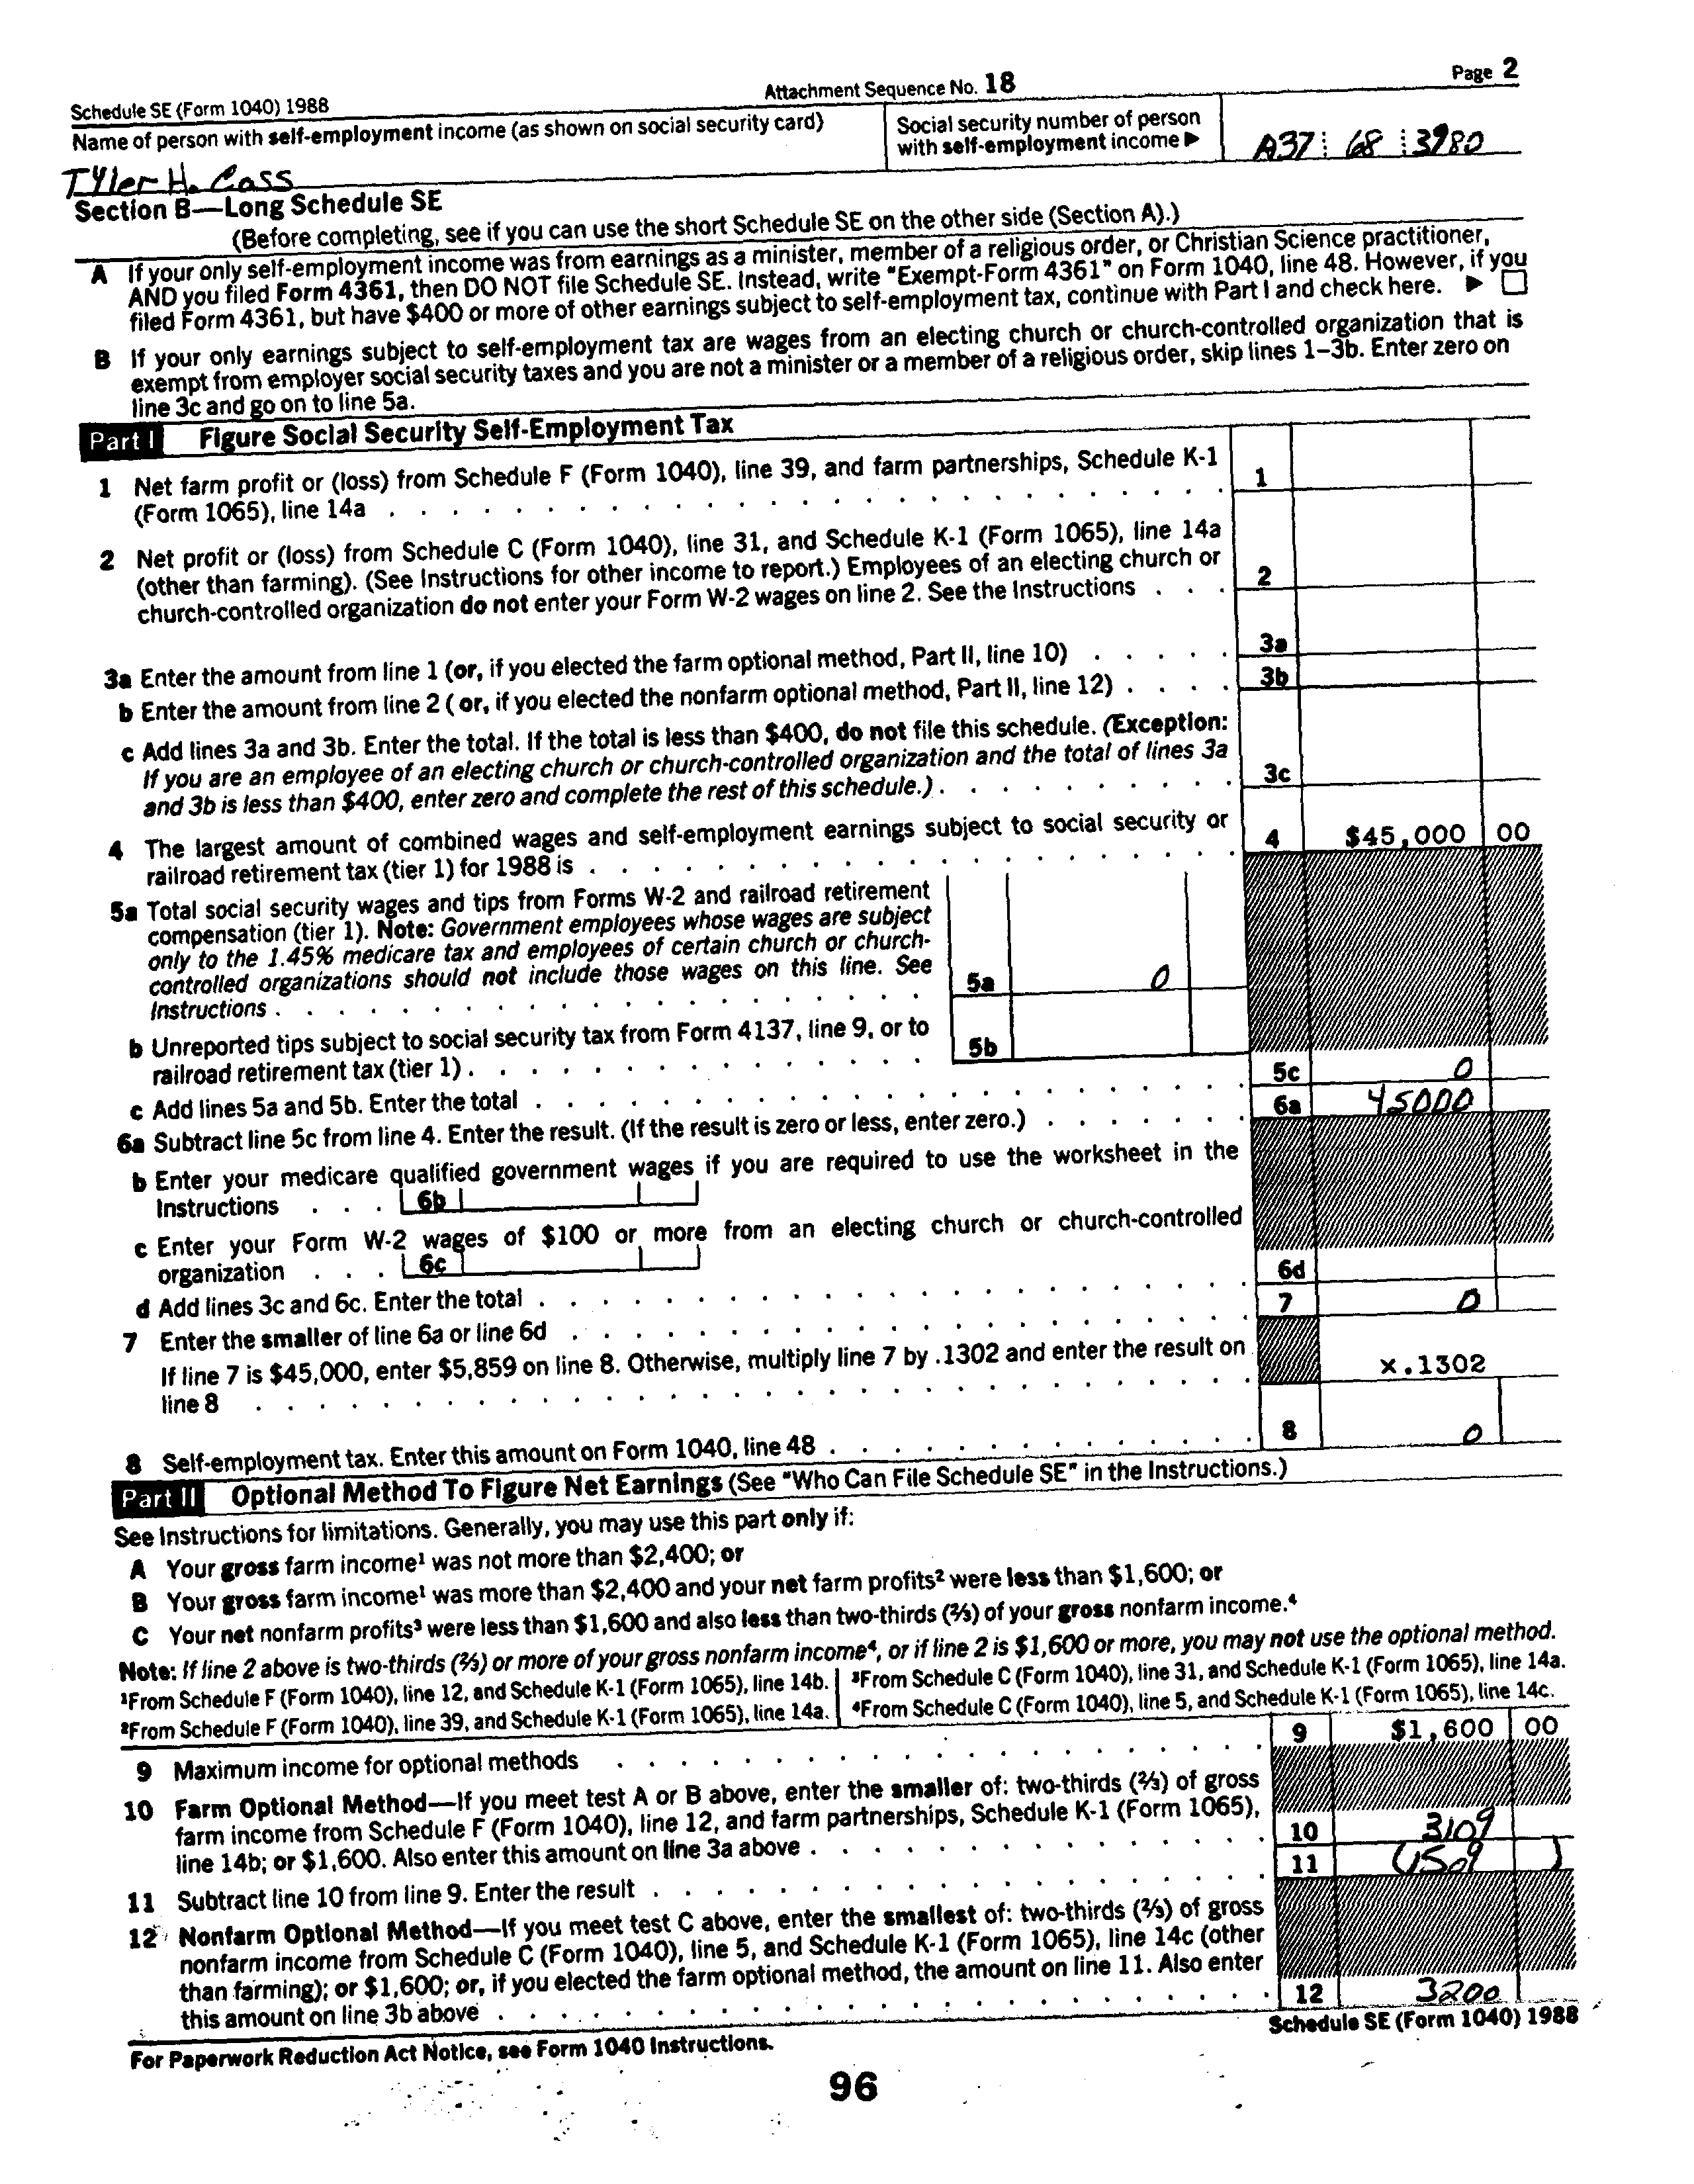 Schedule SE (Form 1040) 1988 Attachment Sequence No. 18 Page 2
Name of person with self-employment income (as shown on social security card)
Social security number of person
with self-employment income ▶ A37 68 3980
Tyler H. Cass
Section B—Long Schedule SE
(Before completing, see if you can use the short Schedule SE on the other side (Section A).)
A If your only self-employment income was from earnings as a minister, member of a religious order, or Christian Science practitioner,
AND you filed Form 4361, then DO NOT file Schedule SE. Instead, write "Exempt-Form 4361" on Form 1040, line 48. However, if you
filed Form 4361, but have $400 or more of other earnings subject to self-employment tax, continue with Part I and check here. ▶ ☐
B If your only earnings subject to self-employment tax are wages from an electing church or church-controlled organization that is
exempt from employer social security taxes and you are not a minister or a member of a religious order, skip lines 1–3b. Enter zero on
line 3c and go on to line 5a.
Part I Figure Social Security Self-Employment Tax
1 Net farm profit or (loss) from Schedule F (Form 1040), line 39, and farm partnerships, Schedule K-1
(Form 1065), line 14a . . . 1
2 Net profit or (loss) from Schedule C (Form 1040), line 31, and Schedule K-1 (Form 1065), line 14a
(other than farming). (See Instructions for other income to report.) Employees of an electing church or
church-controlled organization do not enter your Form W-2 wages on line 2. See the Instructions . . . 2
3a Enter the amount from line 1 (or, if you elected the farm optional method, Part II, line 10) . . . 3a
b Enter the amount from line 2 ( or, if you elected the nonfarm optional method, Part II, line 12) . . . 3b
c Add lines 3a and 3b. Enter the total. If the total is less than $400, do not file this schedule. (Exception:
If you are an employee of an electing church or church-controlled organization and the total of lines 3a
and 3b is less than $400, enter zero and complete the rest of this schedule.) . . . 3c
4 The largest amount of combined wages and self-employment earnings subject to social security or
railroad retirement tax (tier 1) for 1988 is . . . 4 $45,000 00
5a Total social security wages and tips from Forms W-2 and railroad retirement
compensation (tier 1). Note: Government employees whose wages are subject
only to the 1.45% medicare tax and employees of certain church or church-
controlled organizations should not include those wages on this line. See
Instructions . . . 5a 0
b Unreported tips subject to social security tax from Form 4137, line 9, or to
railroad retirement tax (tier 1) . . . 5b
c Add lines 5a and 5b. Enter the total . . . 5c 0
6a Subtract line 5c from line 4. Enter the result. (If the result is zero or less, enter zero.) . . . 6a 45000
b Enter your medicare qualified government wages if you are required to use the worksheet in the
Instructions . . . 6b
c Enter your Form W-2 wages of $100 or more from an electing church or church-controlled
organization . . . 6c
d Add lines 3c and 6c. Enter the total . . . 6d
7 Enter the smaller of line 6a or line 6d . . . 7 0
If line 7 is $45,000, enter $5,859 on line 8. Otherwise, multiply line 7 by .1302 and enter the result on
line 8 . . . x.1302
8 Self-employment tax. Enter this amount on Form 1040, line 48 . . . 8 0
Part II Optional Method To Figure Net Earnings (See "Who Can File Schedule SE" in the Instructions.)
See Instructions for limitations. Generally, you may use this part only if:
A Your gross farm income¹ was not more than $2,400; or
B Your gross farm income¹ was more than $2,400 and your net farm profits² were less than $1,600; or
C Your net nonfarm profits³ were less than $1,600 and also less than two-thirds (⅔) of your gross nonfarm income.⁴
Note: If line 2 above is two-thirds (⅔) or more of your gross nonfarm income⁴, or if line 2 is $1,600 or more, you may not use the optional method.
¹From Schedule F (Form 1040), line 12, and Schedule K-1 (Form 1065), line 14b. ³From Schedule C (Form 1040), line 31, and Schedule K-1 (Form 1065), line 14a.
²From Schedule F (Form 1040), line 39, and Schedule K-1 (Form 1065), line 14a. ⁴From Schedule C (Form 1040), line 5, and Schedule K-1 (Form 1065), line 14c.
9 Maximum income for optional methods . . . 9 $1,600 00
10 Farm Optional Method—If you meet test A or B above, enter the smaller of: two-thirds (⅔) of gross
farm income from Schedule F (Form 1040), line 12, and farm partnerships, Schedule K-1 (Form 1065),
line 14b; or $1,600. Also enter this amount on line 3a above . . . 10 3109
11 Subtract line 10 from line 9. Enter the result . . . 11 (1509 )
12 Nonfarm Optional Method—If you meet test C above, enter the smallest of: two-thirds (⅔) of gross
nonfarm income from Schedule C (Form 1040), line 5, and Schedule K-1 (Form 1065), line 14c (other
than farming); or $1,600; or, if you elected the farm optional method, the amount on line 11. Also enter
this amount on line 3b above . . . 12 3200
For Paperwork Reduction Act Notice, see Form 1040 Instructions. Schedule SE (Form 1040) 1988
96